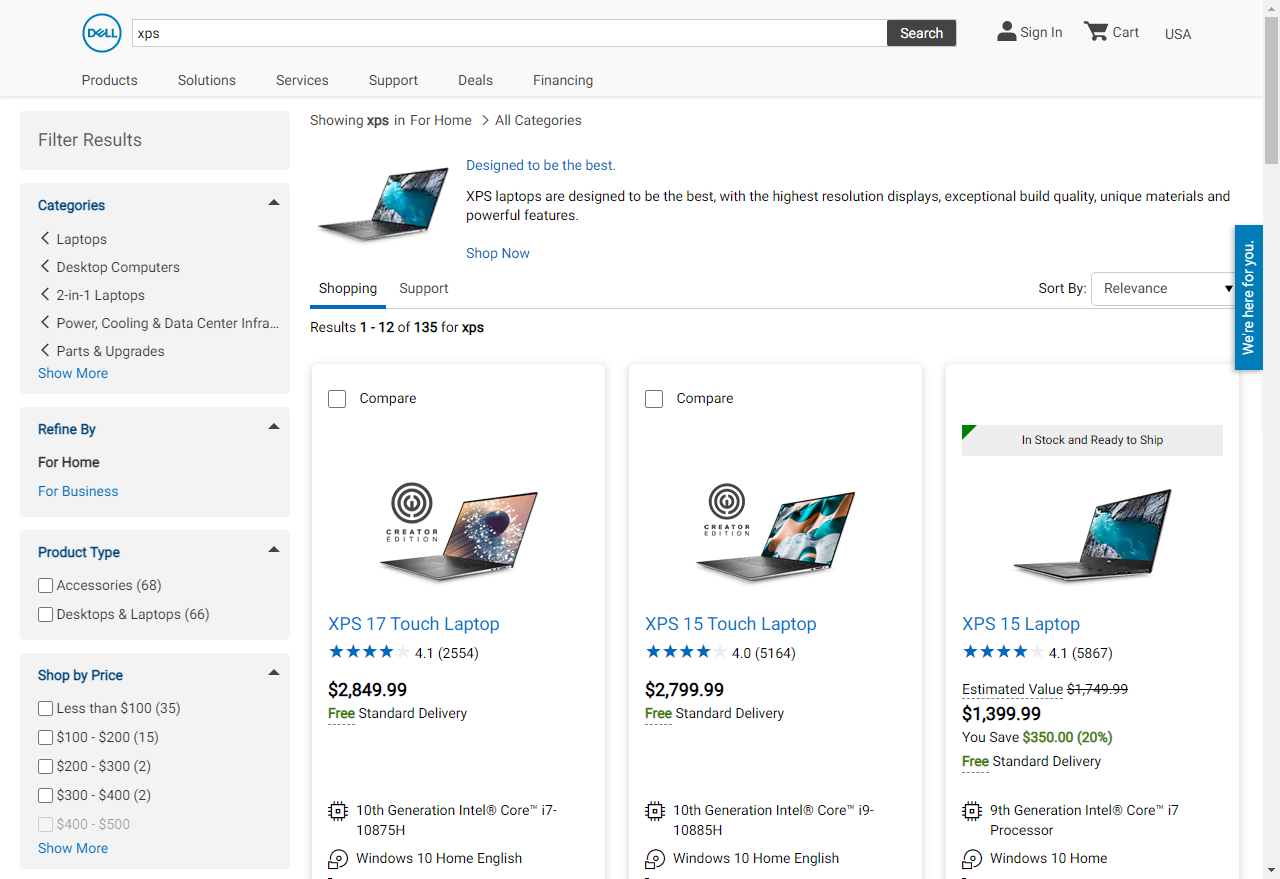 DELL
xps
Search
Sign In
Cart
USA
Products
Solutions
Services
Support
Deals
Financing
Filter Results
Categories
Laptops
Desktop Computers
2-in-1 Laptops
Power, Cooling & Data Center Infra...
Parts & Upgrades
Show More
Refine By
For Home
For Business
Product Type
Accessories (68)
Desktops & Laptops (66)
Shop by Price
Less than $100 (35)
$100 - $200 (15)
$200 - $300 (2)
$300 - $400 (2)
$400 - $500
Show More
Showing xps in For Home > All Categories
Designed to be the best.
XPS laptops are designed to be the best, with the highest resolution displays, exceptional build quality, unique materials and
powerful features.
Shop Now
Shopping
Support
Sort By:
Relevance
We're here for you.
Results 1 - 12 of 135 for xps
Compare
CREATOR
EDITION
XPS 17 Touch Laptop
4.1 (2554)
$2,849.99
Free Standard Delivery
10th Generation Intel® Core™ i7-
10875H
Windows 10 Home English
Compare
CREATOR
EDITION
XPS 15 Touch Laptop
4.0 (5164)
$2,799.99
Free Standard Delivery
10th Generation Intel® Core™ i9-
10885H
Windows 10 Home English
In Stock and Ready to Ship
XPS 15 Laptop
4.1 (5867)
Estimated Value $1,749.99
$1,399.99
You Save $350.00 (20%)
Free Standard Delivery
9th Generation Intel® Core™ i7
Processor
Windows 10 Home